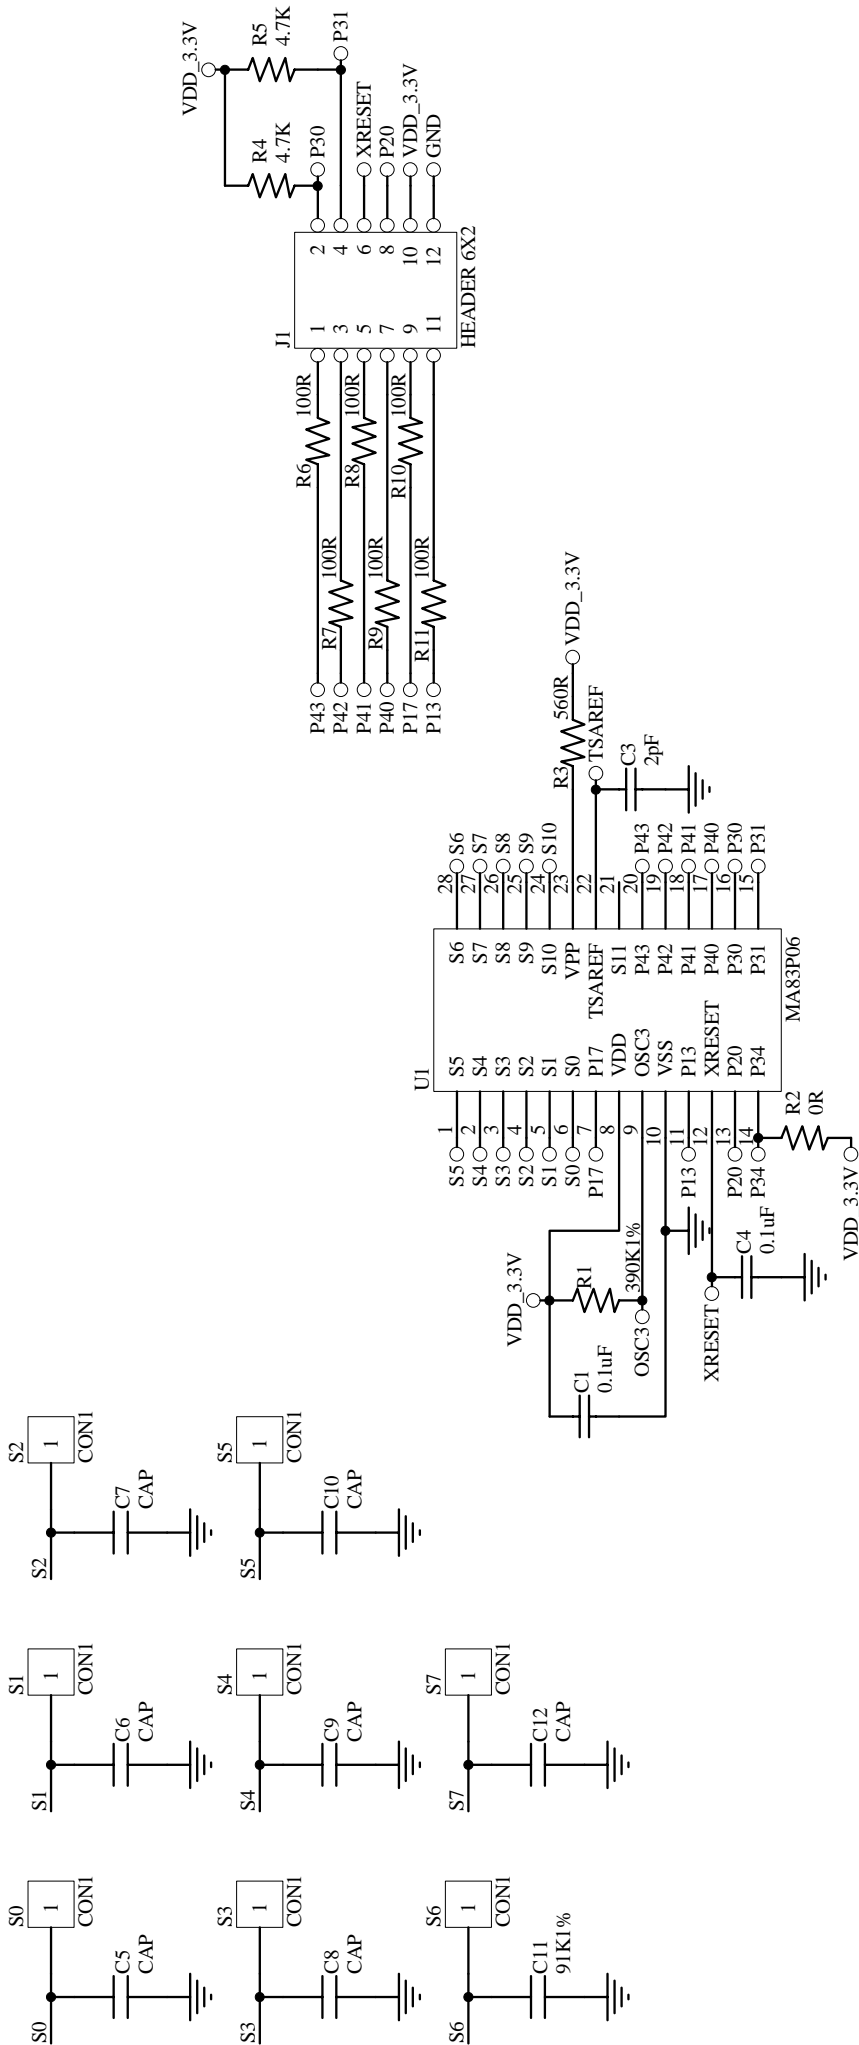 S0
S0
1
CON1
C5
CAP
S1
S1
1
CON1
C6
CAP
S2
S2
1
CON1
C7
CAP
S3
S3
1
CON1
C8
CAP
S4
S4
1
CON1
C9
CAP
S5
S5
1
CON1
C10
CAP
S6
S6
1
CON1
C11
91K1%
S7
S7
1
CON1
C12
CAP
VDD_3.3V
C1
0.1uF
R1
390K1%
OSC3
XRESET
C4
0.1uF
VDD_3.3V
R2
0R
U1
MA83P06
S5 1 S5
S4 2 S4
S3 3 S3
S2 4 S2
S1 5 S1
S0 6 S0
P17 7 P17
8 VDD
9 OSC3
10 VSS
P13 11 P13
12 XRESET
P20 13 P20
P34 14 P34
S6 28 S6
S7 27 S7
S8 26 S8
S9 25 S9
S10 24 S10
VPP 23
TSAREF 22
S11 21
P43 20 P43
P42 19 P42
P41 18 P41
P40 17 P40
P30 16 P30
P31 15 P31
R3
560R
VDD_3.3V
TSAREF
C3
2pF
J1
HEADER 6X2
P43 R6 100R 1
P42 R7 100R 3
P41 R8 100R 5
P40 R9 100R 7
P17 R10 100R 9
P13 R11 100R 11
2 P30
4 P31
6 XRESET
8 P20
10 VDD_3.3V
12 GND
VDD_3.3V
R4
4.7K
R5
4.7K